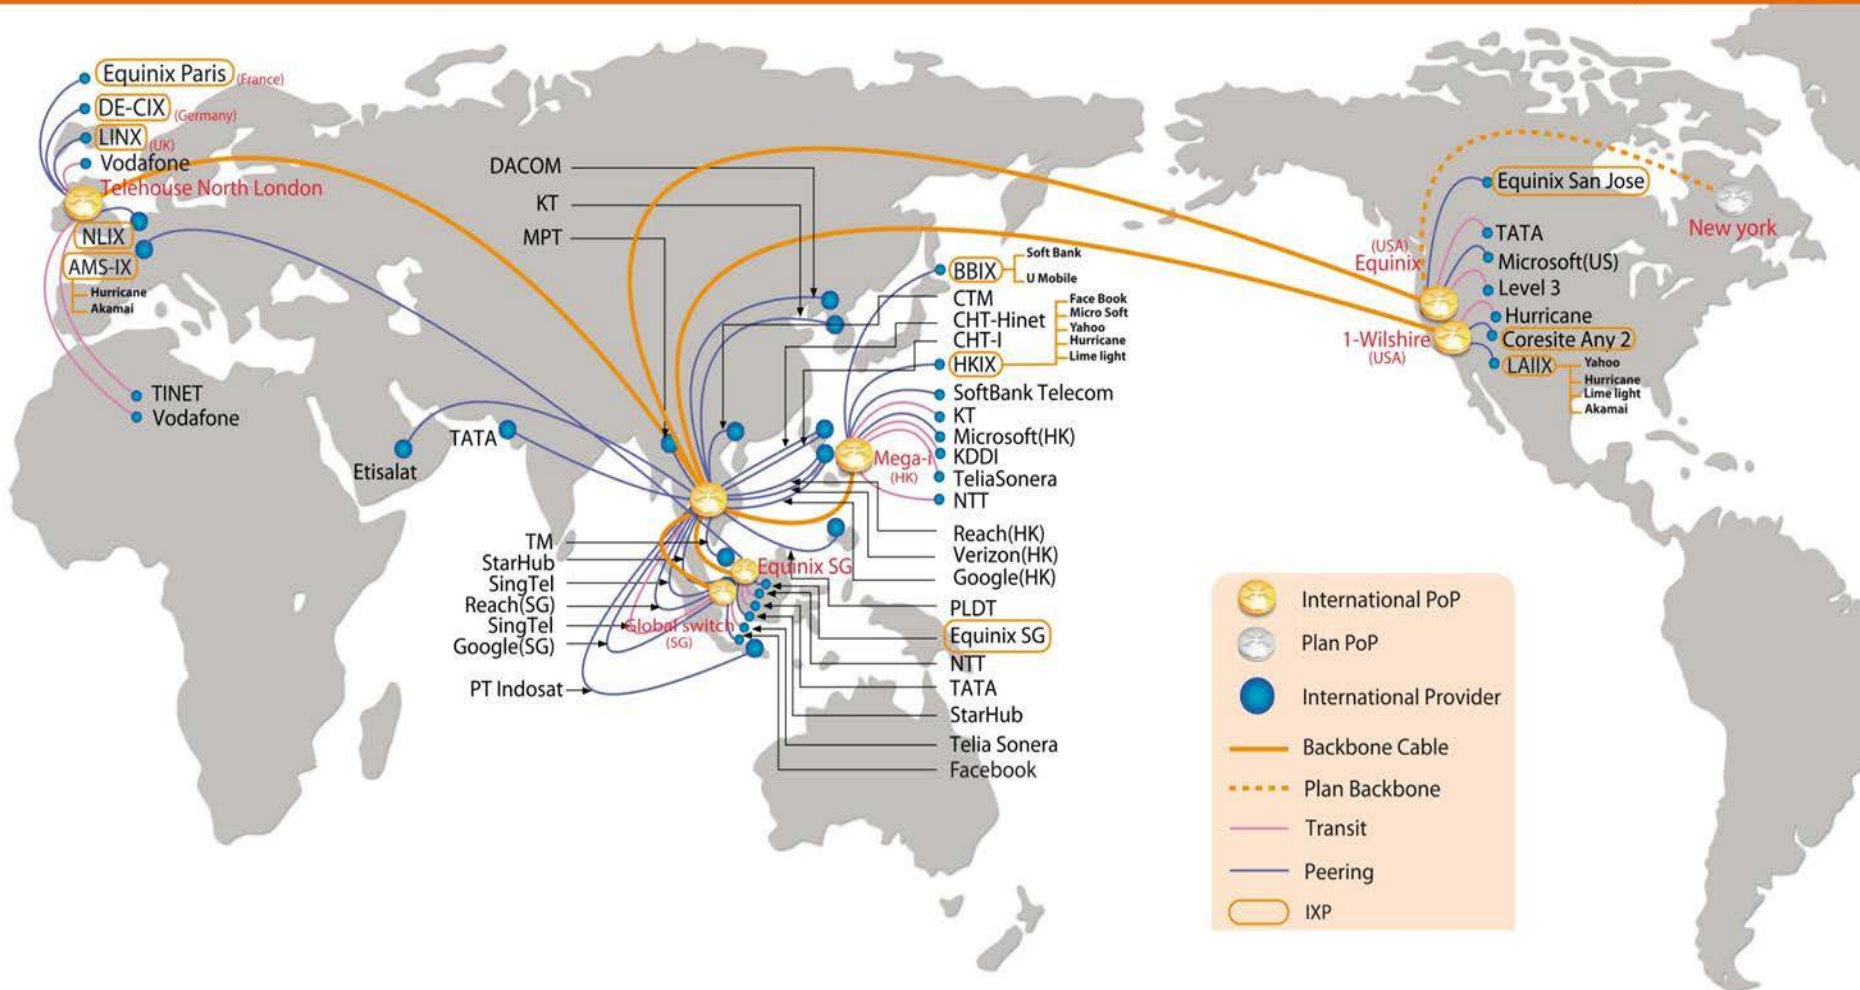 Equinix Paris (France)
DE-CIX (Germany)
LINX (UK)
Vodafone
Telehouse North London
NLIX
AMS-IX
Hurricane
Akamai
TINET
Vodafone
Etisalat
TATA
DACOM
KT
MPT
BBIX
Soft Bank
U Mobile
CTM
CHT-Hinet
CHT-I
HKIX
Face Book
Micro Soft
Yahoo
Hurricane
Lime light
SoftBank Telecom
KT
Microsoft(HK)
KDDI
TeliaSonera
NTT
Mega-i
(HK)
Reach(HK)
Verizon(HK)
Google(HK)
PLDT
Equinix SG
NTT
TATA
StarHub
Telia Sonera
Facebook
TM
StarHub
SingTel
Reach(SG)
SingTel
Google(SG)
PT Indosat
Equinix SG
Global switch
(SG)
(USA)
Equinix
1-Wilshire
(USA)
Equinix San Jose
TATA
Microsoft(US)
Level 3
Hurricane
Coresite Any 2
LAIIX
Yahoo
Hurricane
Lime light
Akamai
New york
International PoP
Plan PoP
International Provider
Backbone Cable
Plan Backbone
Transit
Peering
IXP